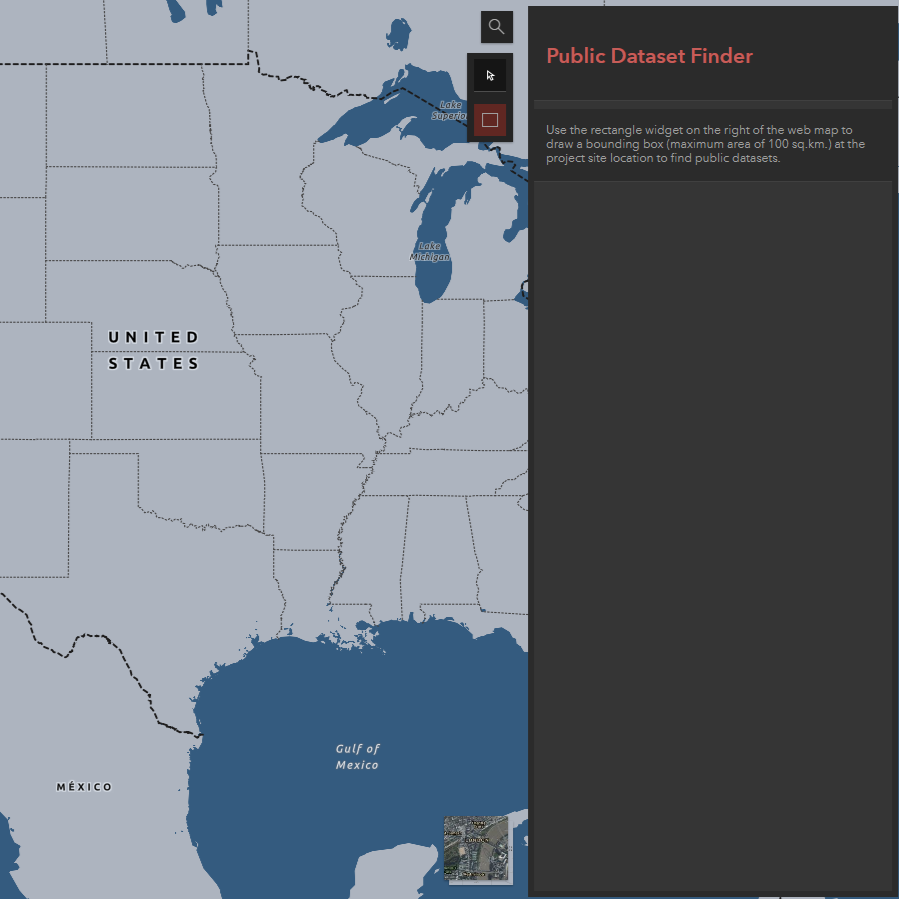 Public Dataset Finder
Use the rectangle widget on the right of the web map to
draw a bounding box (maximum area of 100 sq.km.) at the
project site location to find public datasets.
Lake
Superior
Lake
Michigan
UNITED
STATES
Gulf of
Mexico
MÉXICO